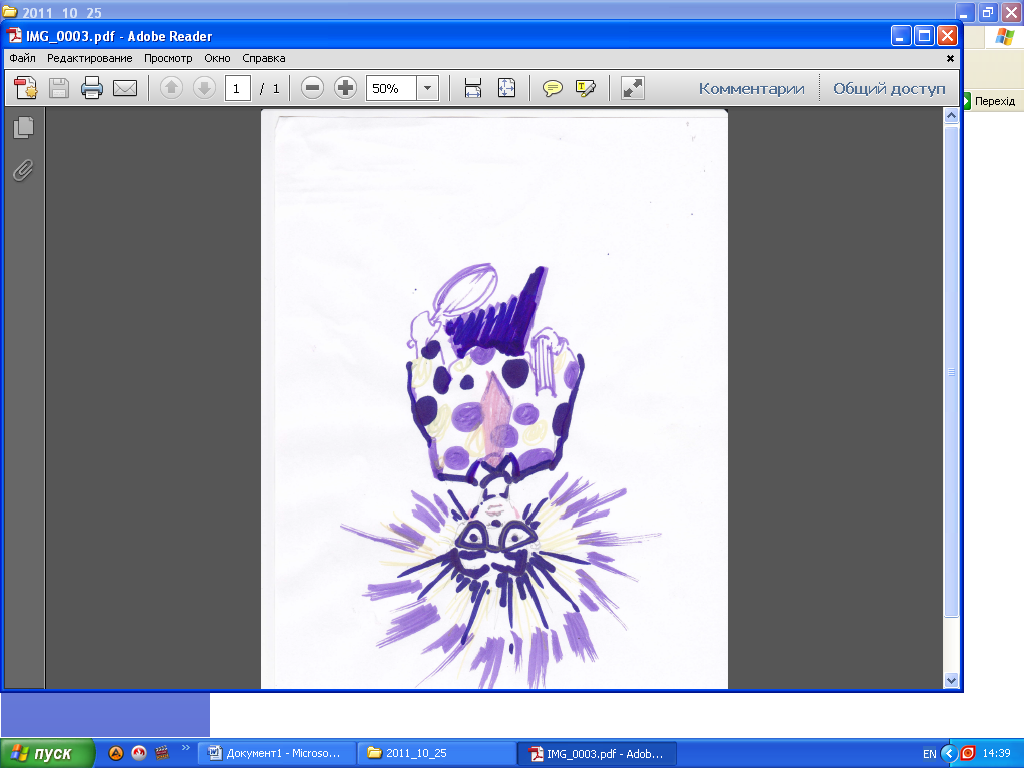 2011_10_25
IMG_0003.pdf - Adobe Reader
Файл Редактирование Просмотр Окно Справка
1 / 1 50% Комментарии Общий доступ
Перехід
пуск Документ1 - Microso... 2011_10_25 IMG_0003.pdf - Adob... EN 14:39